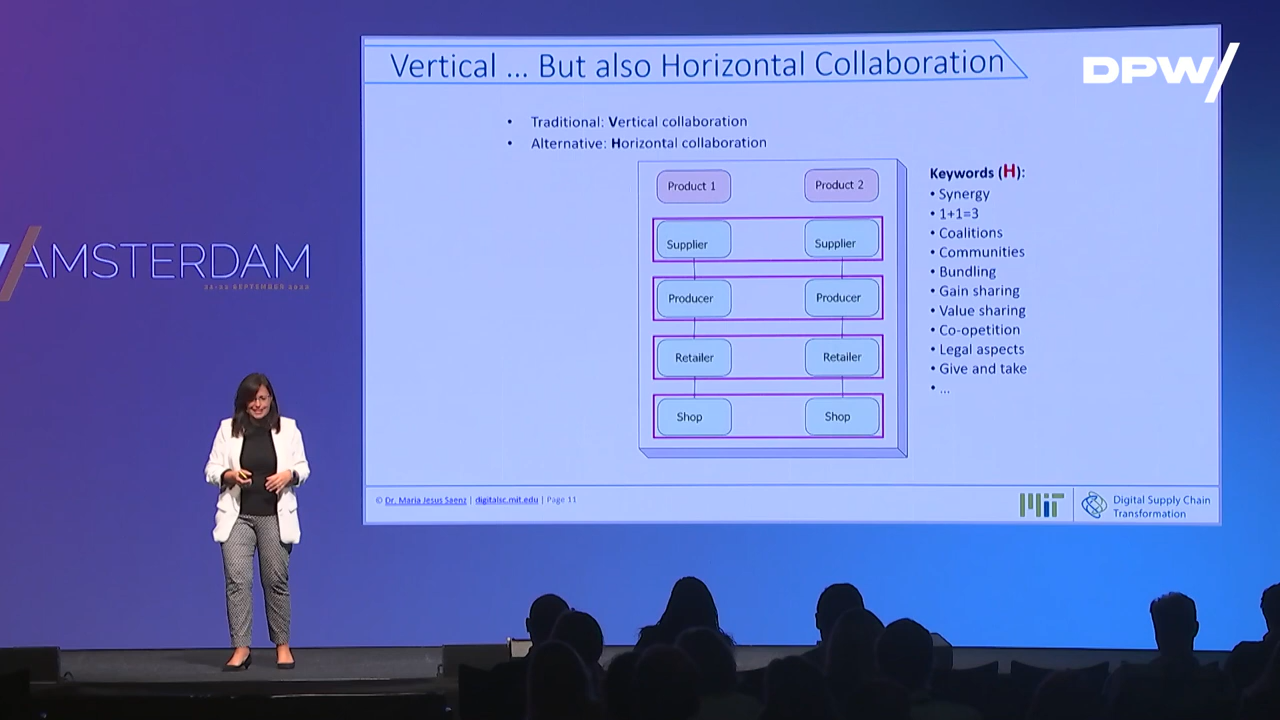 Vertical ... But also Horizontal Collaboration
DPW/
• Traditional: Vertical collaboration
• Alternative: Horizontal collaboration
Product 1
Product 2
Supplier
Supplier
Producer
Producer
Retailer
Retailer
Shop
Shop
Keywords (H):
• Synergy
• 1+1=3
• Coalitions
• Communities
• Bundling
• Gain sharing
• Value sharing
• Co-opetition
• Legal aspects
• Give and take
• ...
AMSTERDAM
© Dr. Maria Jesus Saenz | digitalsc.mit.edu | Page 11
MIT
Digital Supply Chain
Transformation